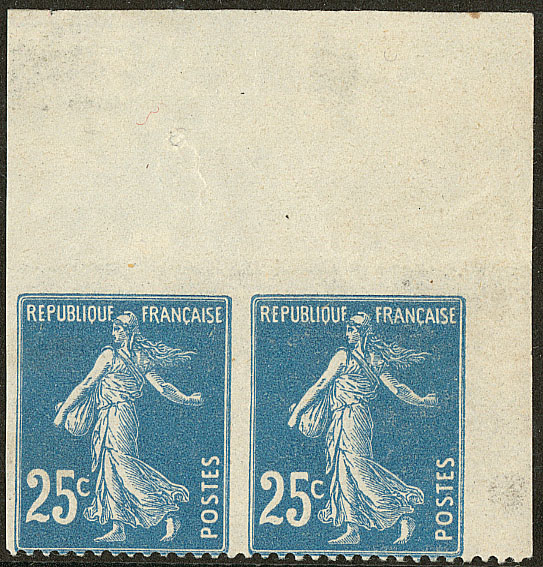 REPUBLIQUE FRANÇAISE
25c
POSTES
REPUBLIQUE FRANÇAISE
25c
POSTES